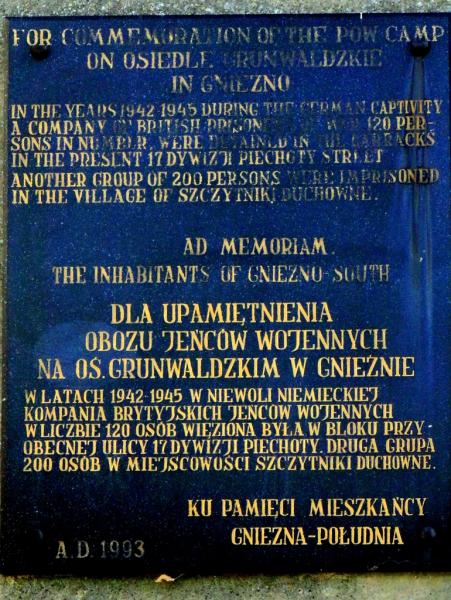 FOR COMMEMORATION OF THE POW CAMP
ON OSIEDLE GRUNWALDZKIE
IN GNIEZNO
IN THE YEARS 1942-1945 DURING THE GERMAN CAPTIVITY
A COMPANY OF BRITISH PRISONERS OF WAR 120 PER-
SONS IN NUMBER, WERE DETAINED IN THE BARRACKS
IN THE PRESENT 17 DYWIZJI PIECHOTY STREET
ANOTHER GROUP OF 200 PERSONS WERE IMPRISONED
IN THE VILLAGE OF SZCZYTNIKI DUCHOWNE.
AD MEMORIAM
THE INHABITANTS OF GNIEZNO-SOUTH
DLA UPAMIĘTNIENIA
OBOZU JEŃCÓW WOJENNYCH
NA OŚ. GRUNWALDZKIM W GNIEŹNIE
W LATACH 1942-1945 W NIEWOLI NIEMIECKIEJ
KOMPANIA BRYTYJSKICH JEŃCÓW WOJENNYCH
W LICZBIE 120 OSÓB WIĘZIONA BYŁA W BLOKU PRZY
OBECNEJ ULICY 17 DYWIZJI PIECHOTY. DRUGA GRUPA
200 OSÓB W MIEJSCOWOŚCI SZCZYTNIKI DUCHOWNE.
KU PAMIĘCI MIESZKAŃCY
GNIEZNA-POŁUDNIA
A.D. 1993